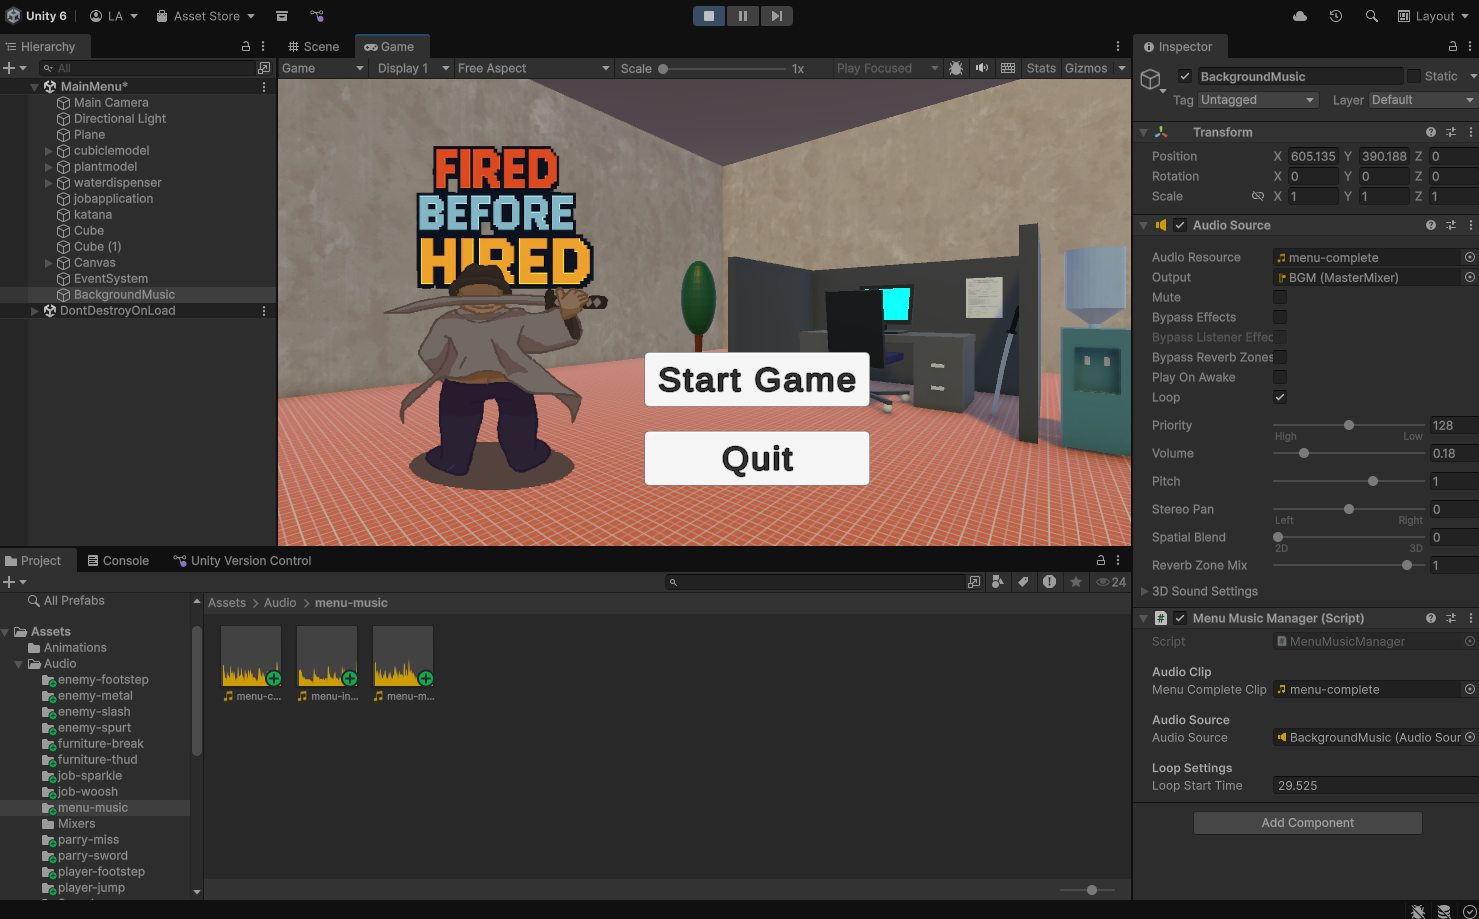 Unity 6
LA
Asset Store
Layout
Hierarchy
All
MainMenu*
Main Camera
Directional Light
Plane
cubiclemodel
plantmodel
waterdispenser
jobapplication
katana
Cube
Cube (1)
Canvas
EventSystem
BackgroundMusic
DontDestroyOnLoad
Scene
Game
Game
Display 1
Free Aspect
Scale
1x
Play Focused
Stats
Gizmos
FIRED
BEFORE
HIRED
Start Game
Quit
Project
Console
Unity Version Control
24
All Prefabs
Assets
Animations
Audio
enemy-footstep
enemy-metal
enemy-slash
enemy-spurt
furniture-break
furniture-thud
job-sparkle
job-woosh
menu-music
Mixers
parry-miss
parry-sword
player-footstep
player-jump
Assets > Audio > menu-music
menu-c...
menu-in...
menu-m...
Inspector
BackgroundMusic
Static
Tag Untagged
Layer Default
Transform
Position X 605.135 Y 390.188 Z 0
Rotation X 0 Y 0 Z 0
Scale X 1 Y 1 Z 1
Audio Source
Audio Resource menu-complete
Output BGM (MasterMixer)
Mute
Bypass Effects
Bypass Listener Effec
Bypass Reverb Zones
Play On Awake
Loop
Priority 128
High Low
Volume 0.18
Pitch 1
Stereo Pan 0
Left Right
Spatial Blend 0
2D 3D
Reverb Zone Mix 1
3D Sound Settings
Menu Music Manager (Script)
Script MenuMusicManager
Audio Clip
Menu Complete Clip menu-complete
Audio Source
Audio Source BackgroundMusic (Audio Sour
Loop Settings
Loop Start Time 29.525
Add Component